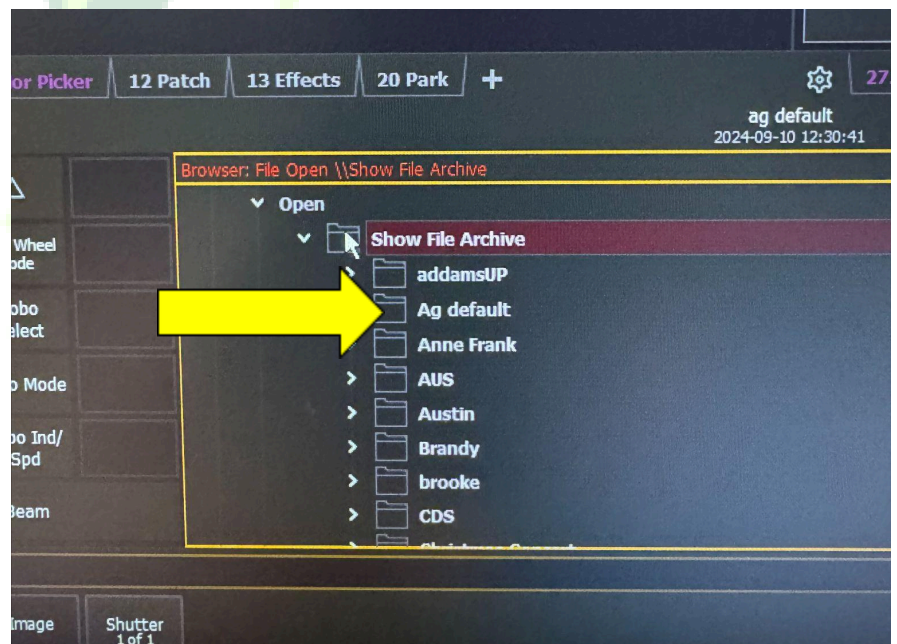 or Picker 12 Patch 13 Effects 20 Park + 27
ag default
2024-09-10 12:30:41
Browser: File Open \\Show File Archive
Open
Show File Archive
addamsUP
Ag default
Anne Frank
AUS
Austin
Brandy
brooke
CDS
Wheel
ode
obo
elect
o Mode
bo Ind/
Spd
Beam
Image
Shutter
1 of 1